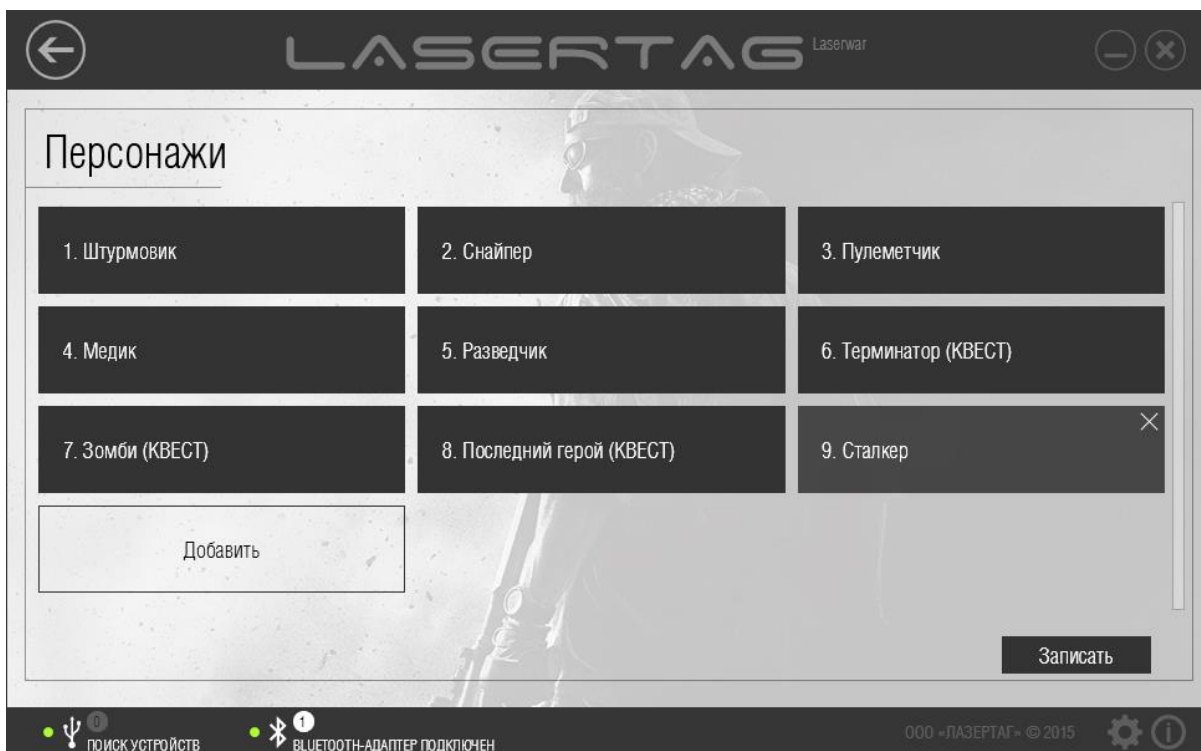 LASERTAG Laserwar
Персонажи
1. Штурмовик
2. Снайпер
3. Пулеметчик
4. Медик
5. Разведчик
6. Терминатор (КВЕСТ)
7. Зомби (КВЕСТ)
8. Последний герой (КВЕСТ)
9. Сталкер
Добавить
Записать
0
ПОИСК УСТРОЙСТВ
1
BLUETOOTH-АДАПТЕР ПОДКЛЮЧЕН
ООО «ЛАЗЕРТАГ» © 2015